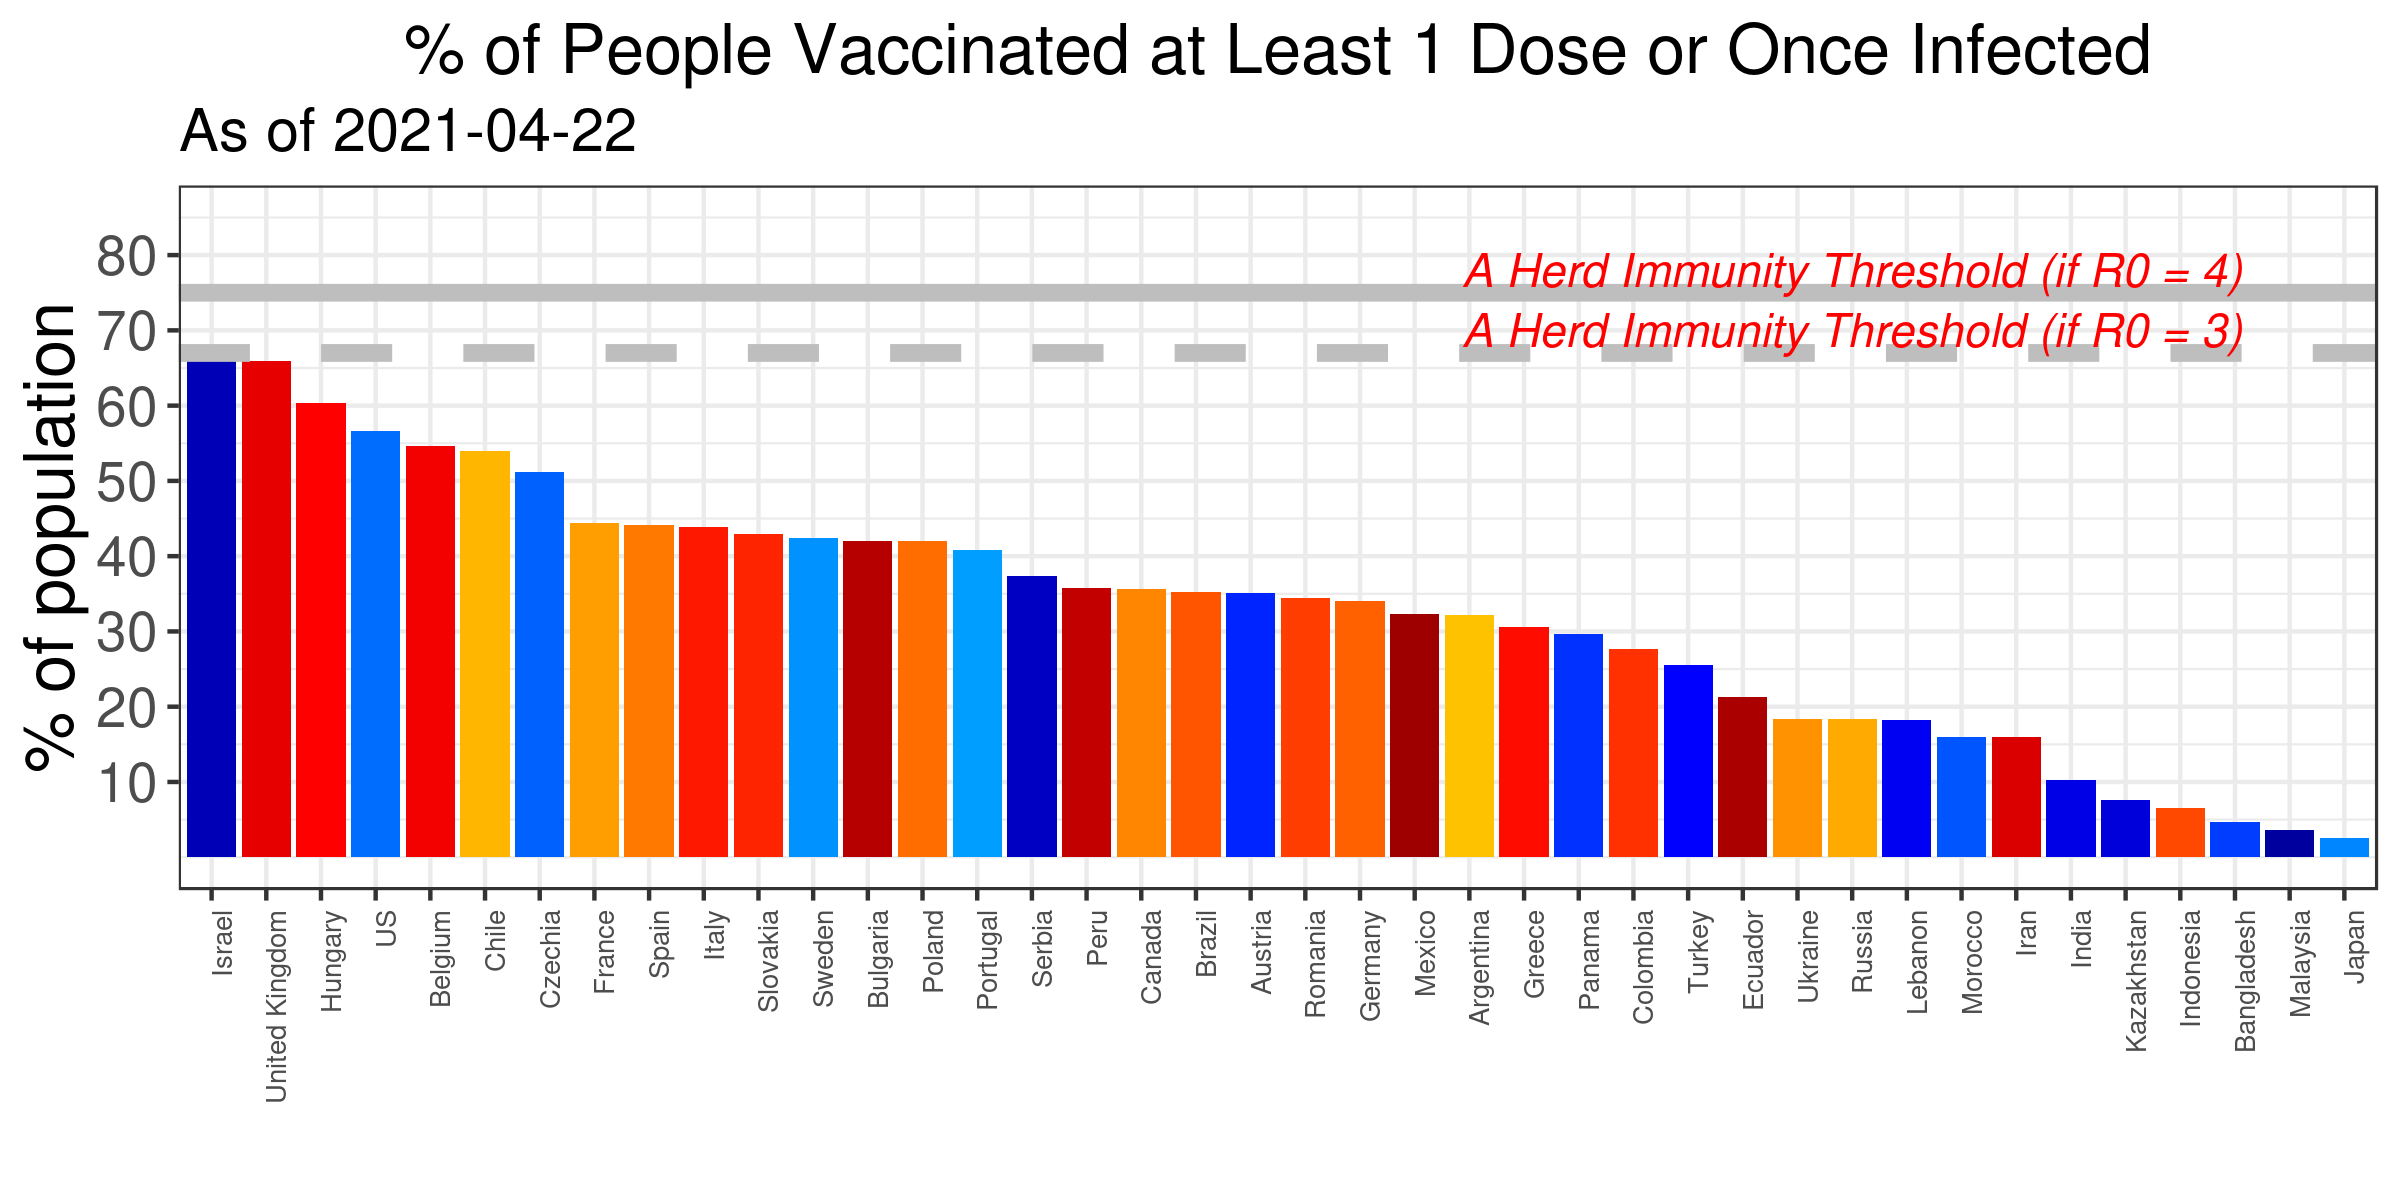 % of People Vaccinated at Least 1 Dose or Once Infected
As of 2021-04-22
% of population
80
70
60
50
40
30
20
10
A Herd Immunity Threshold (if R0 = 4)
A Herd Immunity Threshold (if R0 = 3)
Israel
United Kingdom
Hungary
US
Belgium
Chile
Czechia
France
Spain
Italy
Slovakia
Sweden
Bulgaria
Poland
Portugal
Serbia
Peru
Canada
Brazil
Austria
Romania
Germany
Mexico
Argentina
Greece
Panama
Colombia
Turkey
Ecuador
Ukraine
Russia
Lebanon
Morocco
Iran
India
Kazakhstan
Indonesia
Bangladesh
Malaysia
Japan